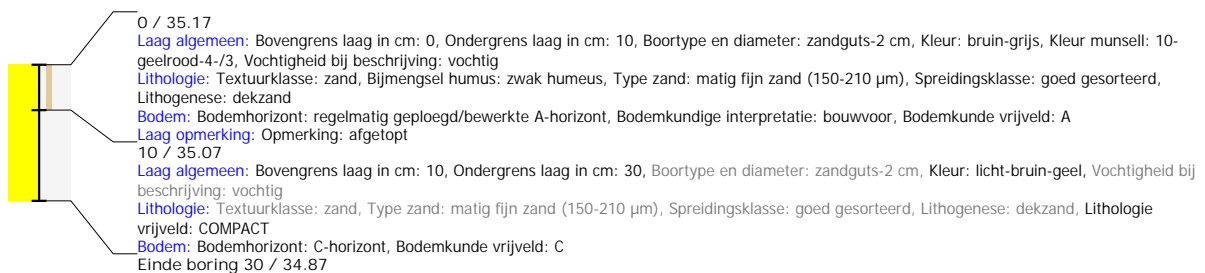 0 / 35.17
Laag algemeen: Bovengrens laag in cm: 0, Ondergrens laag in cm: 10, Boortype en diameter: zandguts-2 cm, Kleur: bruin-grijs, Kleur munsell: 10-
geelrood-4-/3, Vochtigheid bij beschrijving: vochtig
Lithologie: Textuurklasse: zand, Bijmengsel humus: zwak humeus, Type zand: matig fijn zand (150-210 µm), Spreidingsklasse: goed gesorteerd,
Lithogenese: dekzand
Bodem: Bodemhorizont: regelmatig geploegd/bewerkte A-horizont, Bodemkundige interpretatie: bouwvoor, Bodemkunde vrijveld: A
Laag opmerking: Opmerking: afgetopt
10 / 35.07
Laag algemeen: Bovengrens laag in cm: 10, Ondergrens laag in cm: 30, Boortype en diameter: zandguts-2 cm, Kleur: licht-bruin-geel, Vochtigheid bij
beschrijving: vochtig
Lithologie: Textuurklasse: zand, Type zand: matig fijn zand (150-210 µm), Spreidingsklasse: goed gesorteerd, Lithogenese: dekzand, Lithologie
vrijveld: COMPACT
Bodem: Bodemhorizont: C-horizont, Bodemkunde vrijveld: C
Einde boring 30 / 34.87